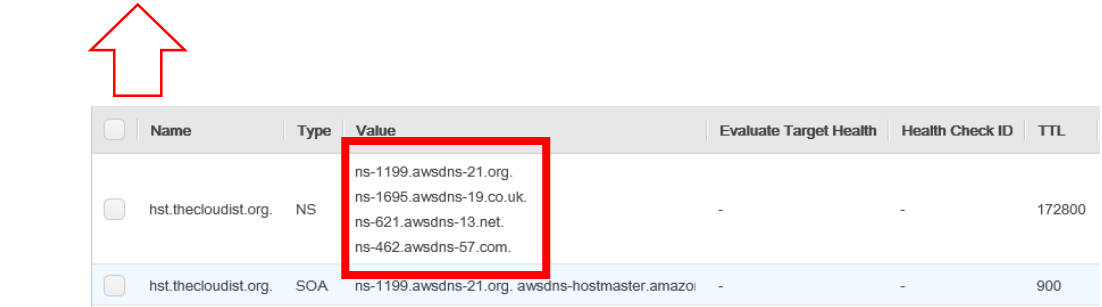 Name Type Value Evaluate Target Health Health Check ID TTL
ns-1199.awsdns-21.org.
ns-1695.awsdns-19.co.uk.
hst.thecloudist.org. NS - - 172800
ns-621.awsdns-13.net.
ns-462.awsdns-57.com.
hst.thecloudist.org. SOA ns-1199.awsdns-21.org. awsdns-hostmaster.amazo - - 900